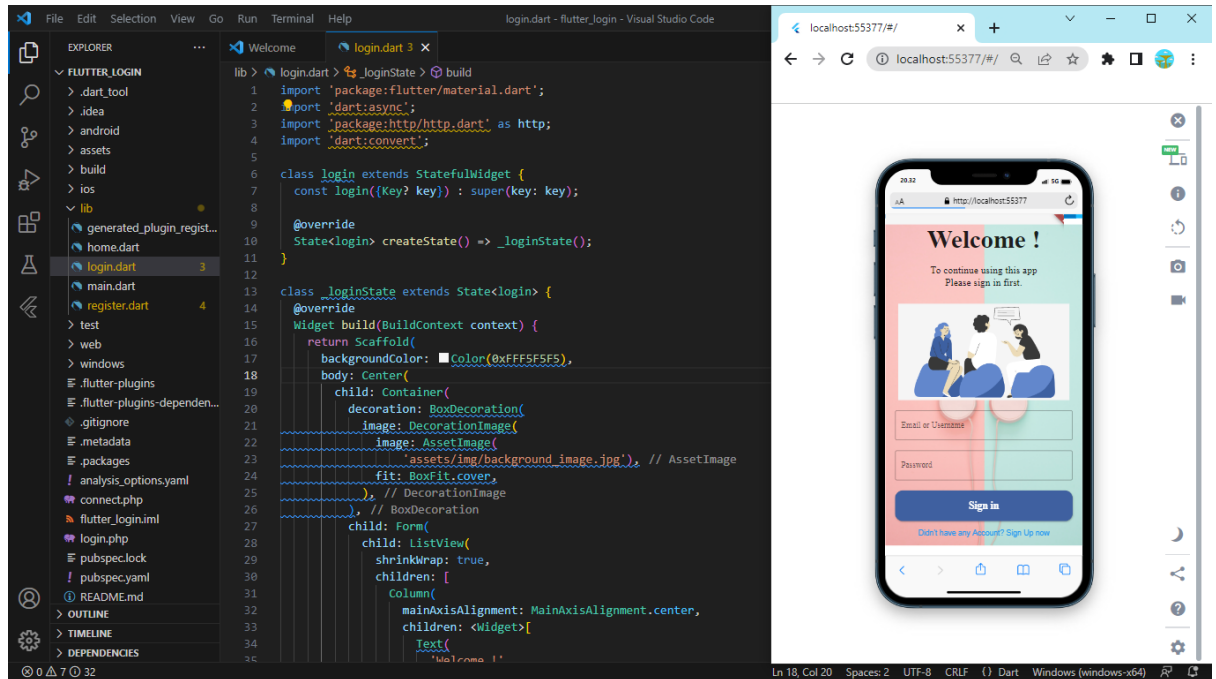 File Edit Selection View Go Run Terminal Help
login.dart - flutter_login - Visual Studio Code
EXPLORER
FLUTTER_LOGIN
.dart_tool
.idea
android
assets
build
ios
lib
generated_plugin_regist...
home.dart
login.dart 3
main.dart
register.dart 4
test
web
windows
.flutter-plugins
.flutter-plugins-dependen...
.gitignore
.metadata
.packages
analysis_options.yaml
connect.php
flutter_login.iml
login.php
pubspec.lock
pubspec.yaml
README.md
OUTLINE
TIMELINE
DEPENDENCIES
Welcome
login.dart 3
lib > login.dart > _loginState > build
1 import 'package:flutter/material.dart';
2 import 'dart:async';
3 import 'package:http/http.dart' as http;
4 import 'dart:convert';
5
6 class login extends StatefulWidget {
7 const login({Key? key}) : super(key: key);
8
9 @override
10 State<login> createState() => _loginState();
11 }
12
13 class _loginState extends State<login> {
14 @override
15 Widget build(BuildContext context) {
16 return Scaffold(
17 backgroundColor: Color(0xFFF5F5F5),
18 body: Center(
19 child: Container(
20 decoration: BoxDecoration(
21 image: DecorationImage(
22 image: AssetImage(
23 'assets/img/background_image.jpg'), // AssetImage
24 fit: BoxFit.cover,
25 ), // DecorationImage
26 ), // BoxDecoration
27 child: Form(
28 child: ListView(
29 shrinkWrap: true,
30 children: [
31 Column(
32 mainAxisAlignment: MainAxisAlignment.center,
33 children: <Widget>[
34 Text(
35 'Welcome !'
localhost:55377/#/
localhost:55377/#/
NEW
20.32
5G
AA http://localhost:55377
Welcome !
To continue using this app
Please sign in first.
Email or Username
Password
Sign in
Didn't have any Account? Sign Up now
0 7 32
Ln 18, Col 20 Spaces: 2 UTF-8 CRLF {} Dart Windows (windows-x64)